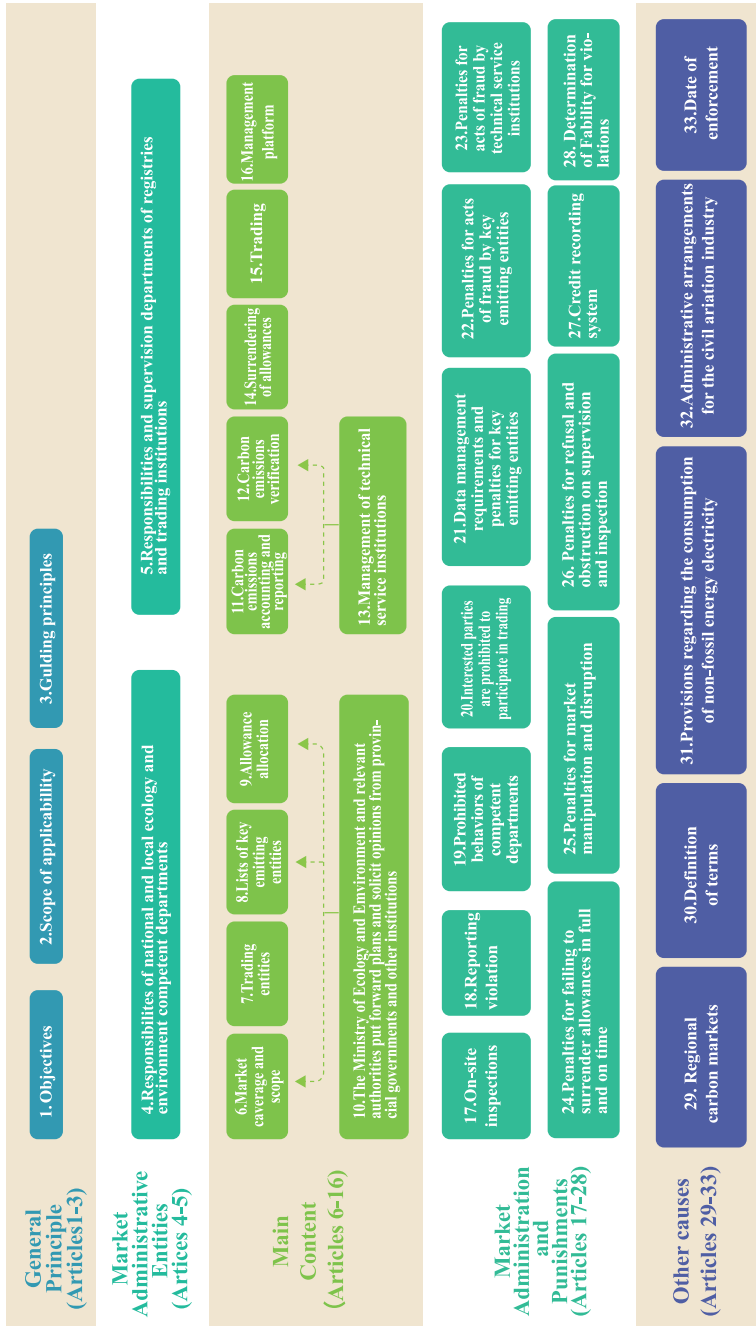 General
Principle
(Articles1-3)
1.Objectives
2.Scope of applicabillity
3.Gulding principles
Market
Administrative
Entities
(Artices 4-5)
4.Responsibilites of national and local ecology and
environment competent departments
5.Responsibilities and supervision departments of registries
and trading institutions
Main
Content
(Articles 6-16)
6.Market
caverage and
scope
7.Trading
entities
8.Lists of key
emitting
entities
9.Allowance
allocation
10.The Ministry of Ecology and Environment and relevant
authorities put forward plans and solicit opinions from provin-
cial governments and other institutions
11.Carbon
emissions
accounting and
reporting
12.Carbon
emissions
verification
13.Management of technical
service institutions
14.Surrendering
of allowances
15.Trading
16.Management
platform
Market
Administration
and
Punishments
(Articles 17-28)
17.On-site
inspections
18.Reporting
violation
19.Prohibited
behaviors of
competent
departments
20.Interested parties
are prohibited to
participate in trading
21.Data management
requirements and
penalties for key
emitting entities
22.Penalties for acts
of fraud by key
emitting entities
23.Penalties for
acts of fraud by
technical service
institutions
24.Penalties for failing to
surrender allowances in full
and on time
25.Penalties for market
manipulation and disruption
26. Penalties for refusal and
obstruction on supervision
and inspection
27.Credit recording
system
28. Determination
of Fability for vio-
lations
Other causes
(Articles 29-33)
29. Regional
carbon markets
30.Definition
of terms
31.Provisions regarding the consumption
of non-fossil energy electricity
32.Administrative arrangements
for the civil ariation industry
33.Date of
enforcement